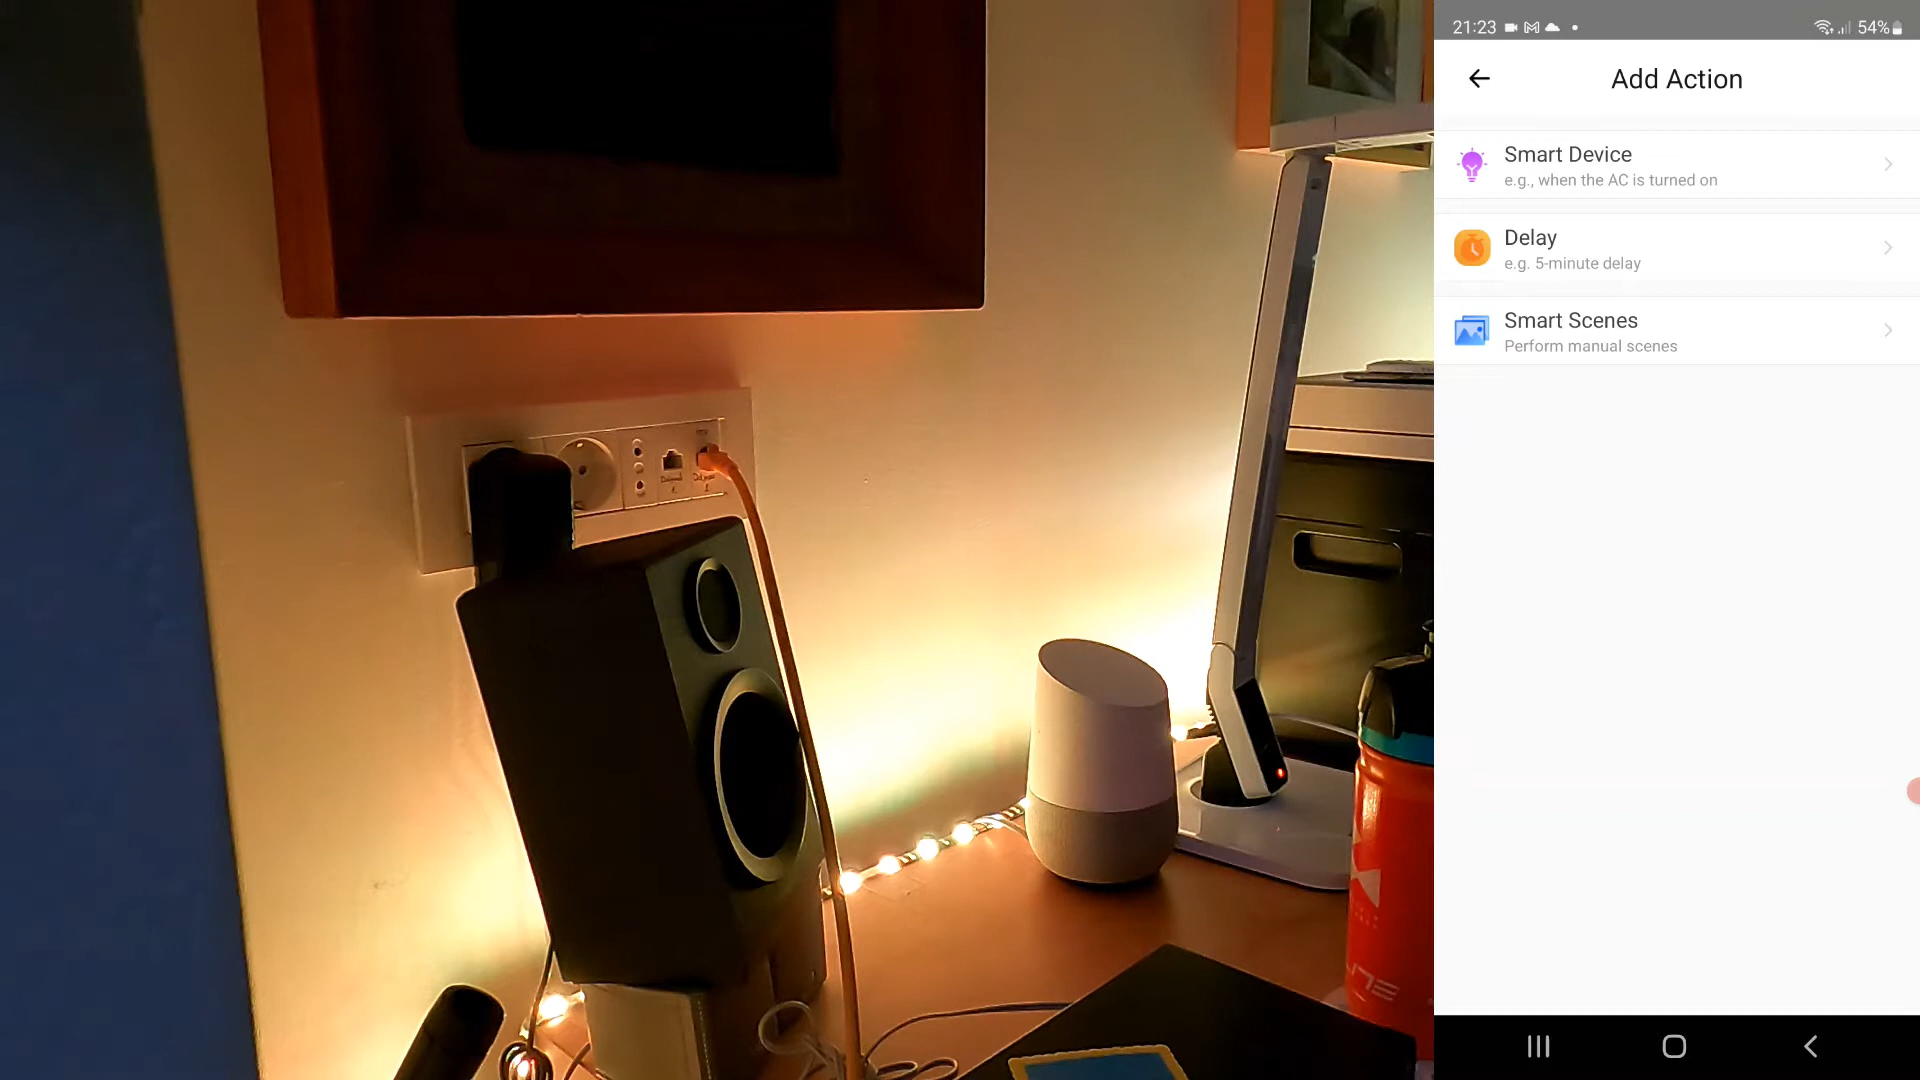 21:23
54%
Add Action
Smart Device
e.g., when the AC is turned on
Delay
e.g. 5-minute delay
Smart Scenes
Perform manual scenes